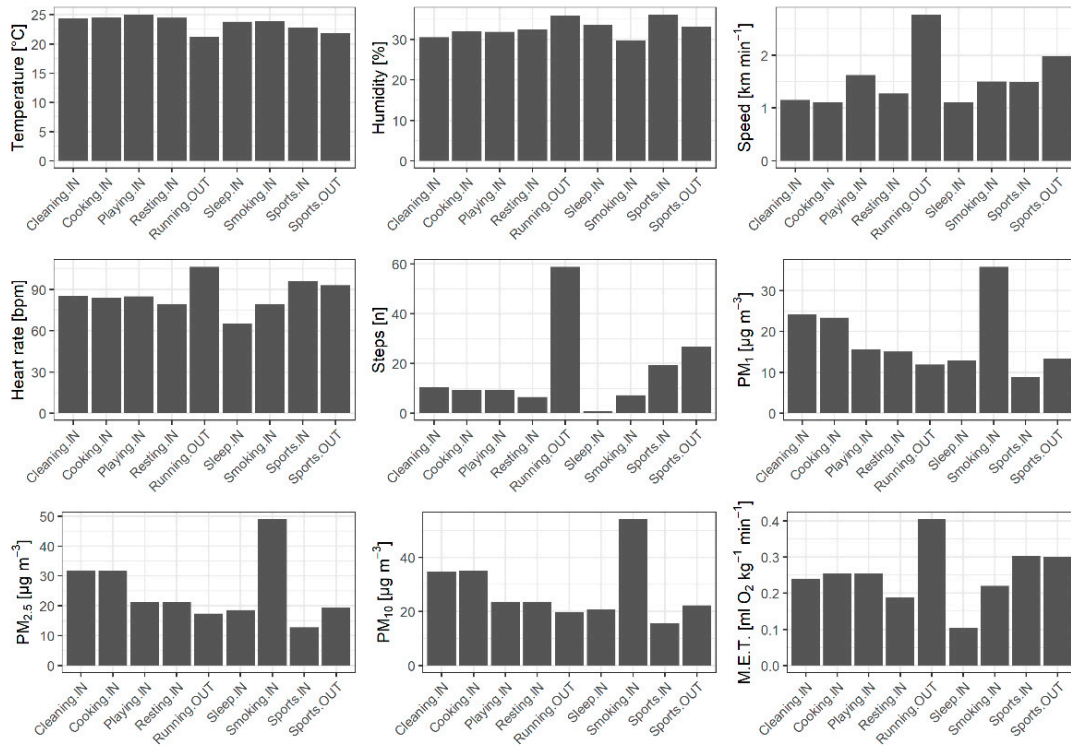 Temperature [°C]
25
20
15
10
5
0
Cleaning.IN
Cooking.IN
Playing.IN
Resting.IN
Running.OUT
Sleep.IN
Smoking.IN
Sports.IN
Sports.OUT
Humidity [%]
30
20
10
0
Cleaning.IN
Cooking.IN
Playing.IN
Resting.IN
Running.OUT
Sleep.IN
Smoking.IN
Sports.IN
Sports.OUT
Speed [km min⁻¹]
2
1
0
Cleaning.IN
Cooking.IN
Playing.IN
Resting.IN
Running.OUT
Sleep.IN
Smoking.IN
Sports.IN
Sports.OUT
Heart rate [bpm]
90
60
30
0
Cleaning.IN
Cooking.IN
Playing.IN
Resting.IN
Running.OUT
Sleep.IN
Smoking.IN
Sports.IN
Sports.OUT
Steps [n]
60
40
20
0
Cleaning.IN
Cooking.IN
Playing.IN
Resting.IN
Running.OUT
Sleep.IN
Smoking.IN
Sports.IN
Sports.OUT
PM₁ [µg m⁻³]
30
20
10
0
Cleaning.IN
Cooking.IN
Playing.IN
Resting.IN
Running.OUT
Sleep.IN
Smoking.IN
Sports.IN
Sports.OUT
PM₂.₅ [µg m⁻³]
50
40
30
20
10
0
Cleaning.IN
Cooking.IN
Playing.IN
Resting.IN
Running.OUT
Sleep.IN
Smoking.IN
Sports.IN
Sports.OUT
PM₁₀ [µg m⁻³]
40
20
0
Cleaning.IN
Cooking.IN
Playing.IN
Resting.IN
Running.OUT
Sleep.IN
Smoking.IN
Sports.IN
Sports.OUT
M.E.T. [ml O₂ kg⁻¹ min⁻¹]
0.4
0.3
0.2
0.1
0.0
Cleaning.IN
Cooking.IN
Playing.IN
Resting.IN
Running.OUT
Sleep.IN
Smoking.IN
Sports.IN
Sports.OUT